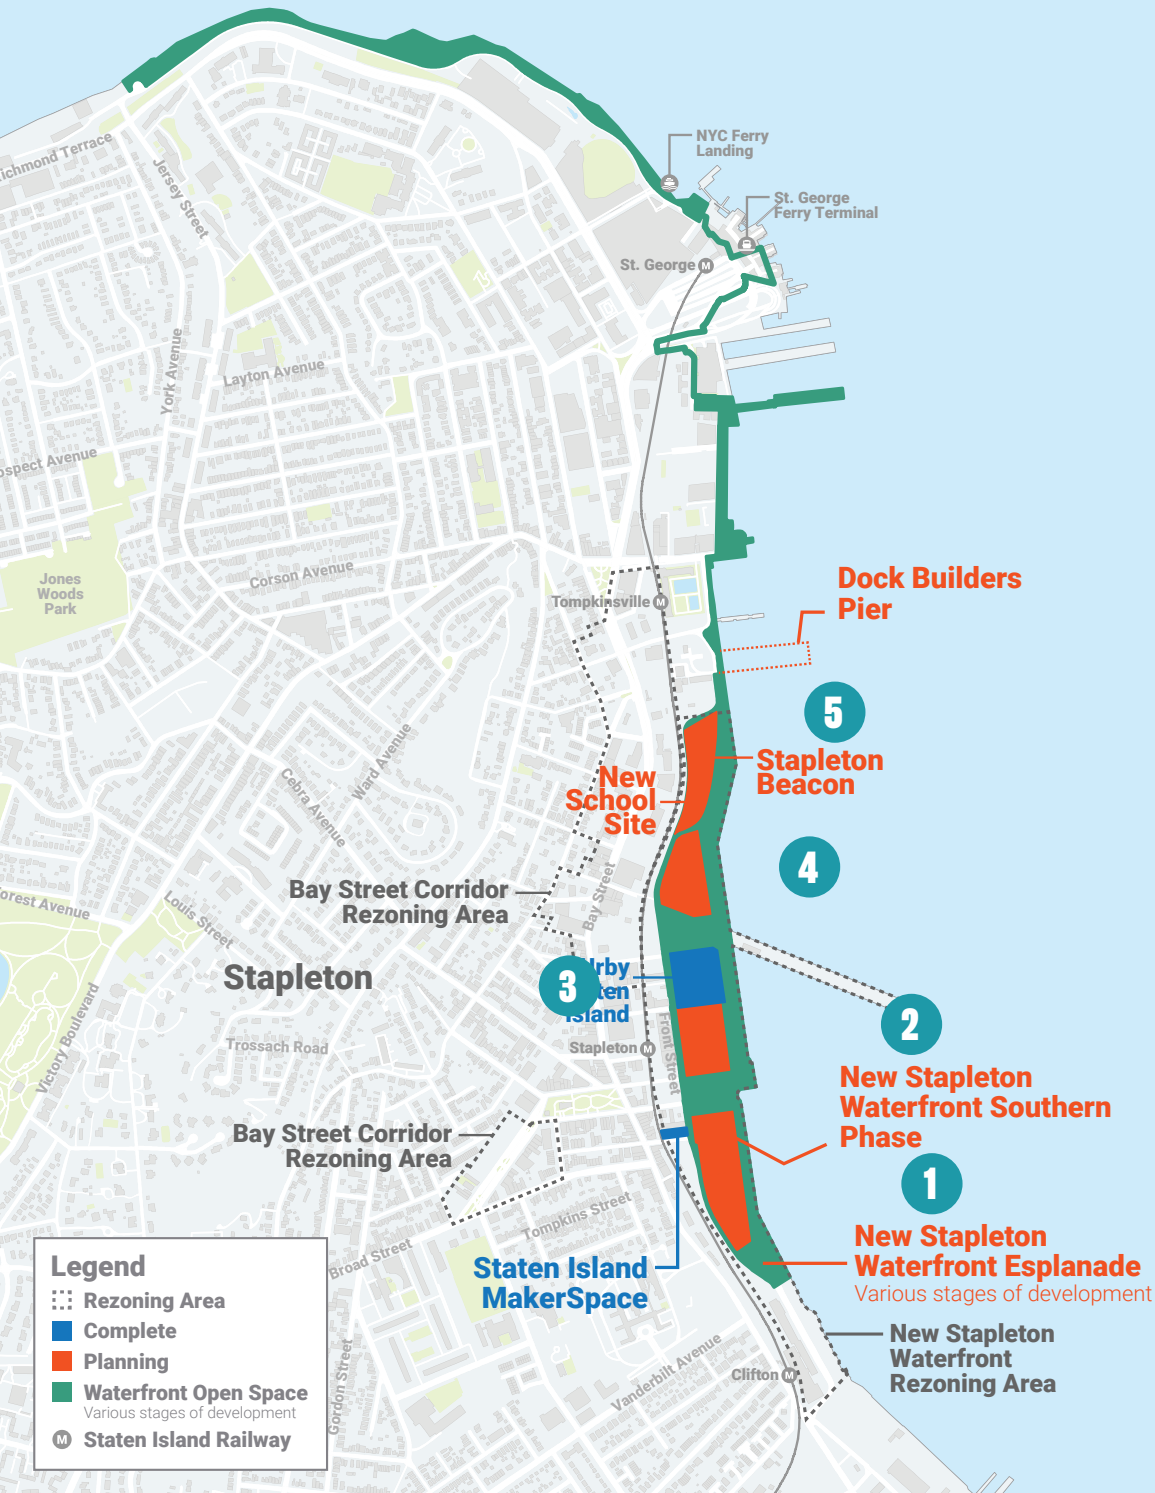 NYC Ferry
Landing
St. George
Ferry Terminal
St. George M
Richmond Terrace
Jersey Street
York Avenue
Layton Avenue
Prospect Avenue
Jones
Woods
Park
Corson Avenue
Tompkinsville M
Dock Builders
Pier
5
Stapleton
Beacon
New
School
Site
Ward Avenue
Cebra Avenue
4
Bay Street Corridor
Rezoning Area
Bay Street
Forest Avenue
Louis Street
Stapleton
3
Island
2
Victory Boulevard
Trossach Road
Stapleton M
Front Street
New Stapleton
Waterfront Southern
Phase
Bay Street Corridor
Rezoning Area
1
Tompkins Street
Broad Street
New Stapleton
Waterfront Esplanade
Various stages of development
Staten Island
MakerSpace
New Stapleton
Waterfront
Rezoning Area
Vanderbilt Avenue
Clifton M
Gordon Street
Legend
Rezoning Area
Complete
Planning
Waterfront Open Space
Various stages of development
M Staten Island Railway